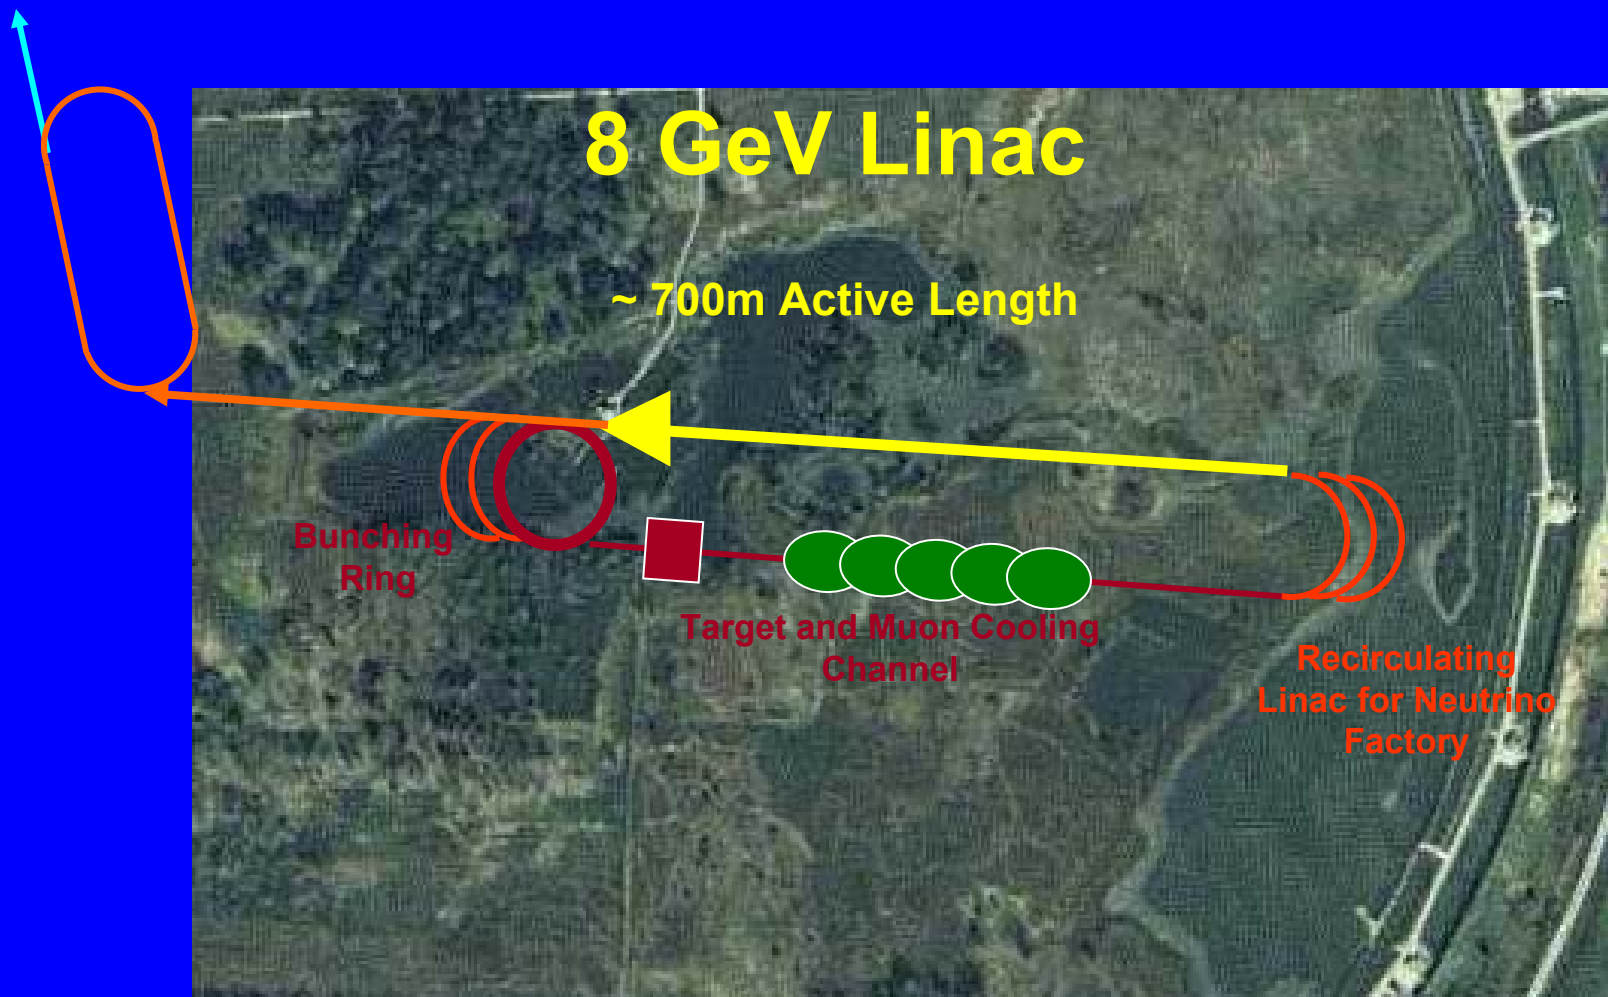 8 GeV Linac
~ 700m Active Length
Bunching
Ring
Target and Muon Cooling
Channel
Recirculating
Linac for Neutrino
Factory